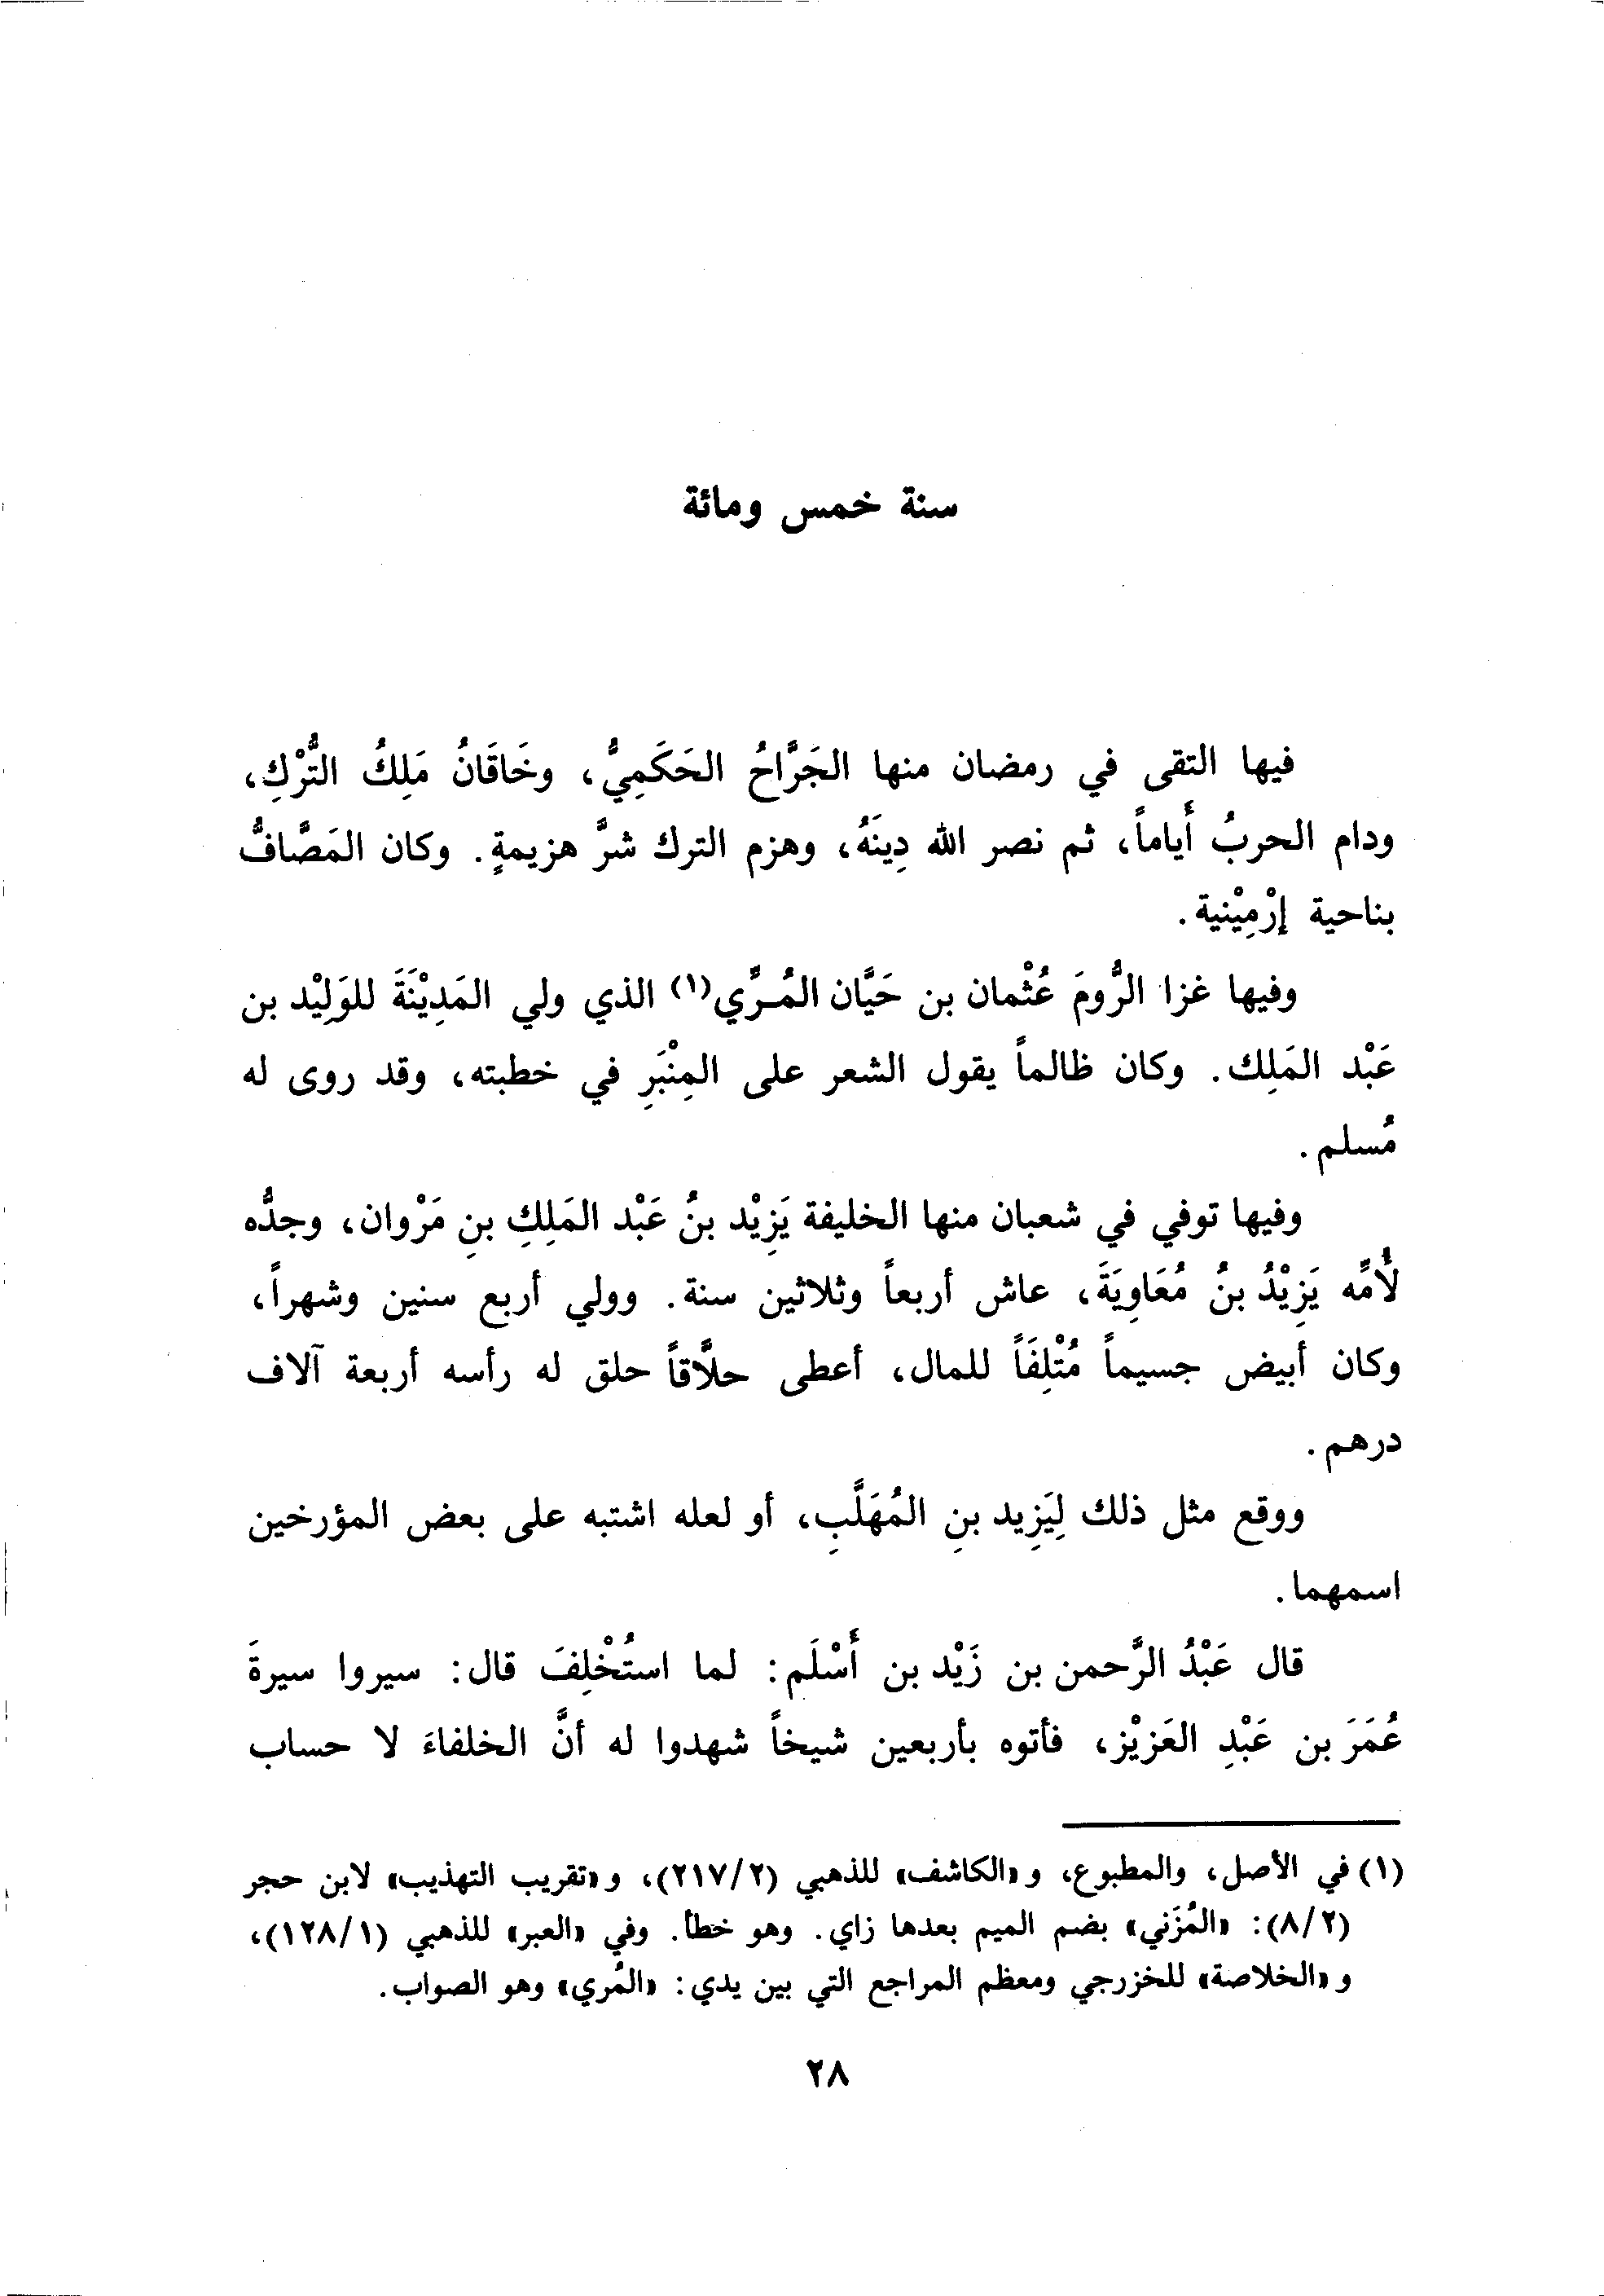 سنة خمس ومائة
فيها التقى في رمضان منها الجَرَّاحُ الحَكَمِيُّ، وخَاقَانُ مَلِكُ التُّرْكِ،
ودام الحربُ أَياماً، ثم نصر الله دِينَهُ، وهزم الترك شرَّ هزيمةٍ. وكان المَصَّافُّ
بناحية إرْمِيْنية.
وفيها غزا الرُّومَ عُثْمان بن حَيَّان المُـرِّي(١) الذي ولي المَدِيْنَةَ للوَلِيْد بن
عَبْد المَلِك. وكان ظالماً يقول الشعر على المِنْبَرِ في خطبته، وقد روى له
مُسلم.
وفيها توفي في شعبان منها الخليفة يَزِيْد بنُ عَبْد المَلِكِ بنِ مَرْوان، وجدُّه
لأُمِّه يَزِيْدُ بنُ مُعَاوِيَةَ، عاش أربعاً وثلاثين سنة. وولي أربع سنين وشهراً،
وكان أبيض جسيماً مُتْلِفَاً للمال، أعطى حلَّاقاً حلق له رأسه أربعة آلاف
درهم.
ووقع مثل ذلك لِيَزِيد بنِ المُهَلَّبِ، أو لعله اشتبه على بعض المؤرخين
اسمهما.
قال عَبْدُ الرَّحمن بن زَيْد بن أَسْلَم: لما استُخْلِفَ قال: سيروا سيرةَ
عُمَرَ بن عَبْدِ العَزيْز، فأتوه بأربعين شيخاً شهدوا له أنَّ الخلفاءَ لا حساب
(١) في الأصل، والمطبوع، و«الكاشف» للذهبي (٢١٧/٢)، و«تقريب التهذيب» لابن حجر
(٨/٢): «المُزَني» بضم الميم بعدها زاي. وهو خطأ. وفي «العبر» للذهبي (١٢٨/١)،
و«الخلاصة» للخزرجي ومعظم المراجع التي بين يدي: «المُري» وهو الصواب.
٢٨